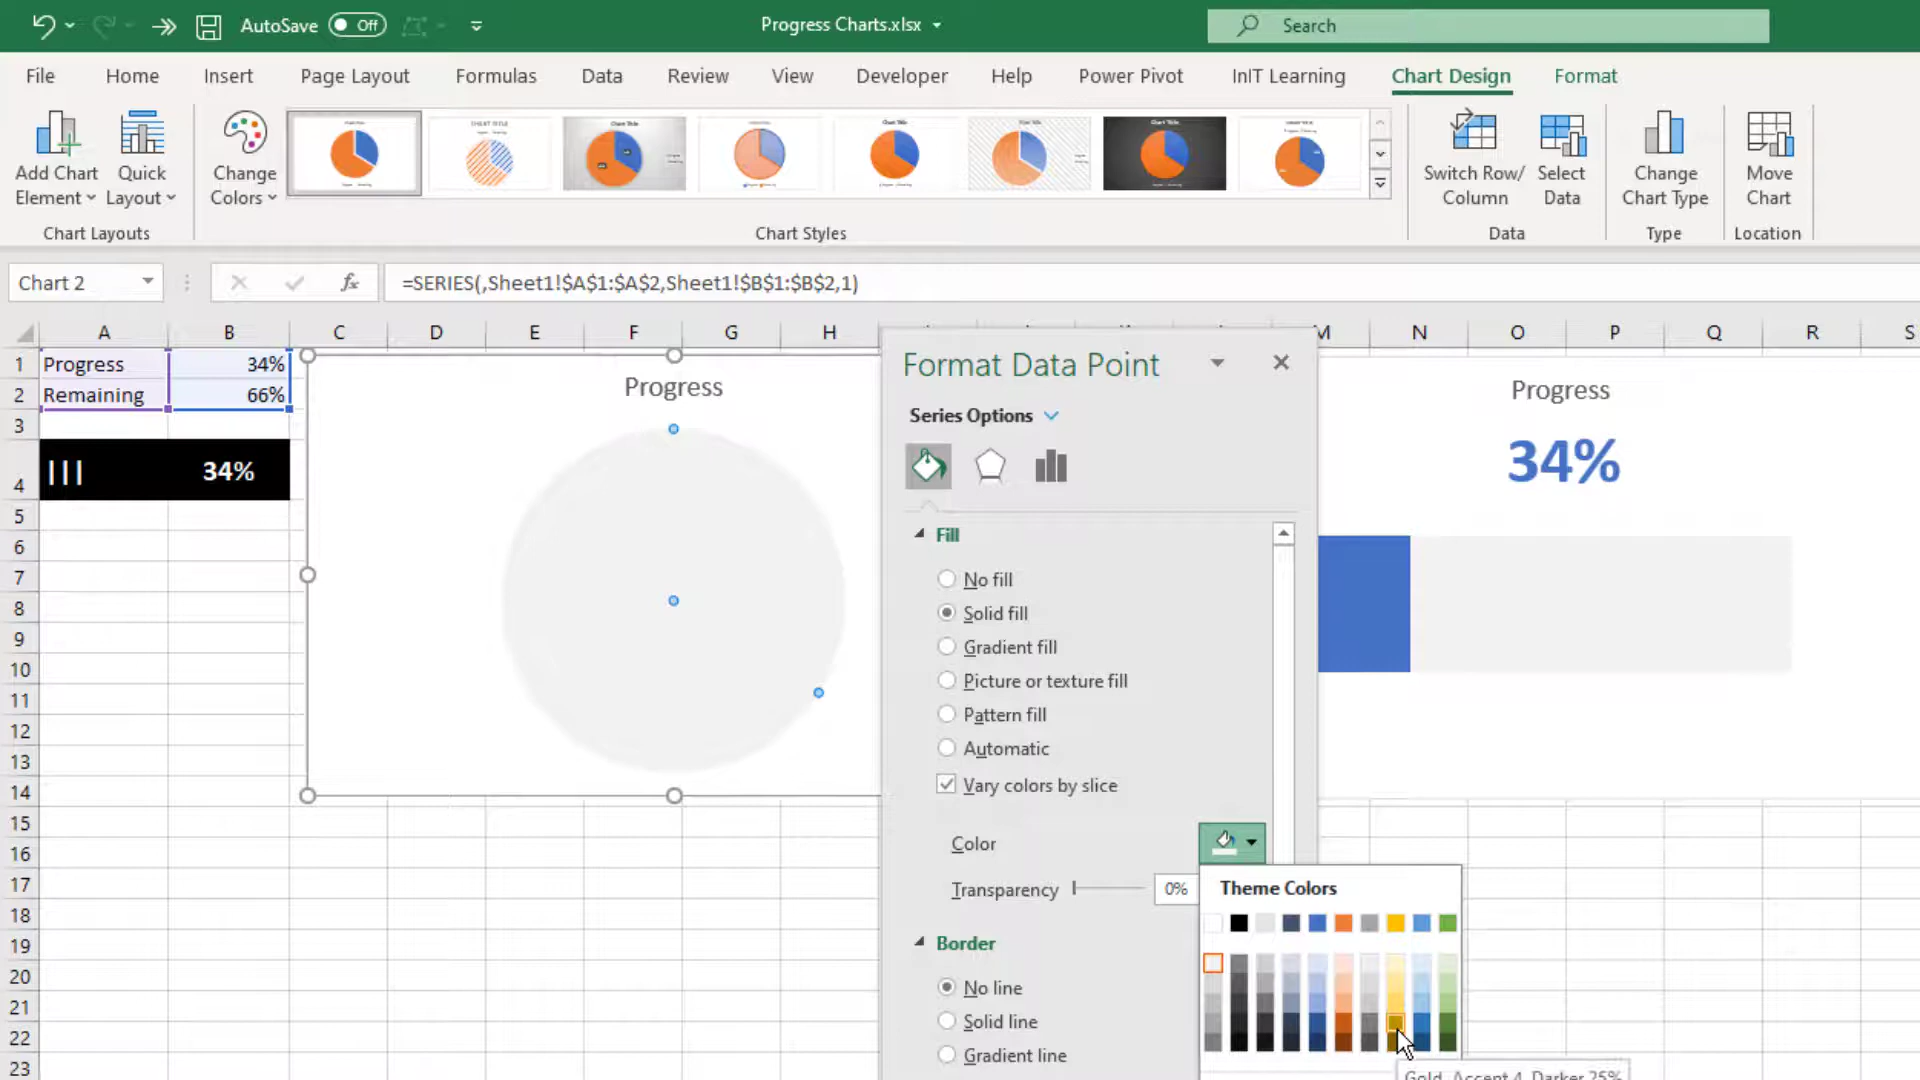 AutoSave Off
Progress Charts.xlsx
Search
File Home Insert Page Layout Formulas Data Review View Developer Help Power Pivot InIT Learning Chart Design Format
Add Chart Element
Quick Layout
Change Colors
Switch Row/ Column
Select Data
Change Chart Type
Move Chart
Chart Layouts
Chart Styles
Data
Type
Location
Chart 2
fx
=SERIES(,Sheet1!$A$1:$A$2,Sheet1!$B$1:$B$2,1)
A B C D E F G H M N O P Q R S
1 Progress 34%
2 Remaining 66%
3
4 ||| 34%
5
6
7
8
9
10
11
12
13
14
15
16
17
18
19
20
21
22
23
Progress
Format Data Point
Series Options
Fill
No fill
Solid fill
Gradient fill
Picture or texture fill
Pattern fill
Automatic
Vary colors by slice
Color
Transparency 0%
Border
No line
Solid line
Gradient line
Theme Colors
Gold, Accent 4, Darker 25%
Progress
34%